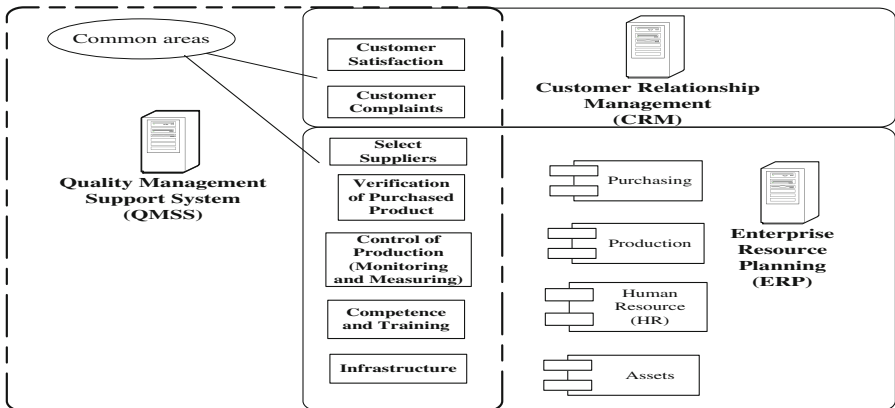 Common areas
Customer
Satisfaction
Customer
Complaints
Customer Relationship
Management
(CRM)
Quality Management
Support System
(QMSS)
Select
Suppliers
Verification
of Purchased
Product
Control of
Production
(Monitoring
and Measuring)
Competence
and Training
Infrastructure
Purchasing
Production
Human
Resource
(HR)
Assets
Enterprise
Resource
Planning
(ERP)